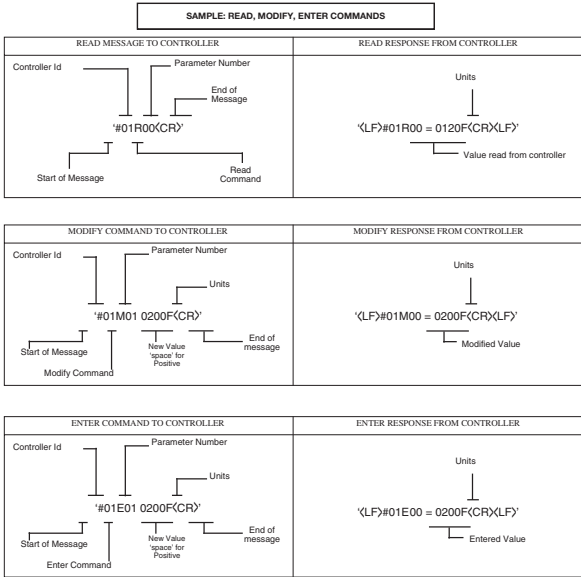 SAMPLE: READ, MODIFY, ENTER COMMANDS
READ MESSAGE TO CONTROLLER
Controller Id
Parameter Number
End of
Message
'#01R00<CR>'
Start of Message
Read
Command
READ RESPONSE FROM CONTROLLER
Units
'<LF>#01R00 = 0120F<CR><LF>'
Value read from controller
MODIFY COMMAND TO CONTROLLER
Controller Id
Parameter Number
Units
'#01M01 0200F<CR>'
Start of Message
New Value
'space' for
Positive
End of
message
Modify Command
MODIFY RESPONSE FROM CONTROLLER
Units
'<LF>#01M00 = 0200F<CR><LF>'
Modified Value
ENTER COMMAND TO CONTROLLER
Controller Id
Parameter Number
Units
'#01E01 0200F<CR>'
Start of Message
New Value
'space' for
Positive
End of
message
Enter Command
ENTER RESPONSE FROM CONTROLLER
Units
'<LF>#01E00 = 0200F<CR><LF>'
Entered Value